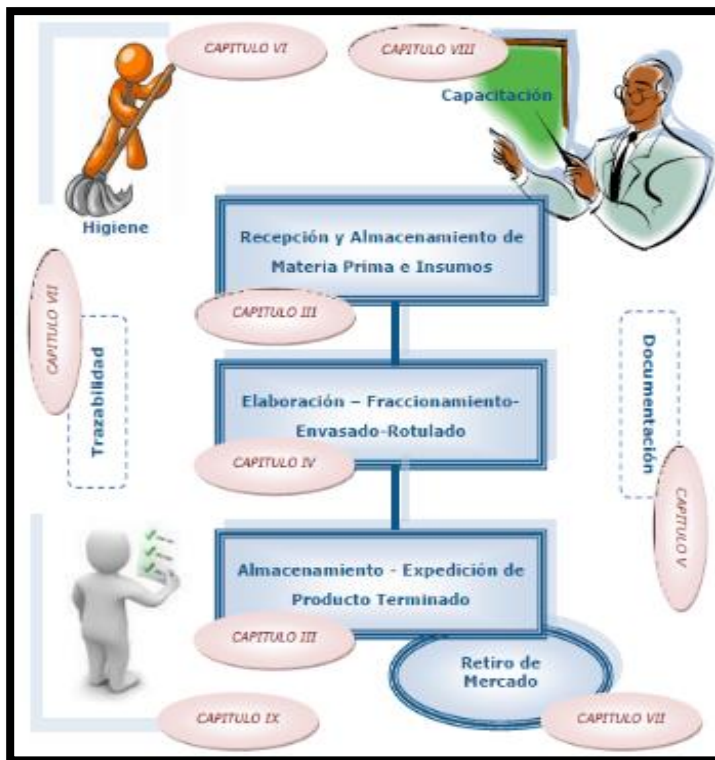 CAPITULO VI
CAPITULO VIII
Capacitación
Higiene
Recepción y Almacenamiento de
Materia Prima e Insumos
CAPITULO III
CAPITULO VII
Trazabilidad
Documentación
Elaboración – Fraccionamiento-
Envasado-Rotulado
CAPITULO IV
CAPITULO V
Almacenamiento - Expedición de
Producto Terminado
CAPITULO III
Retiro de
Mercado
CAPITULO IX
CAPITULO VII